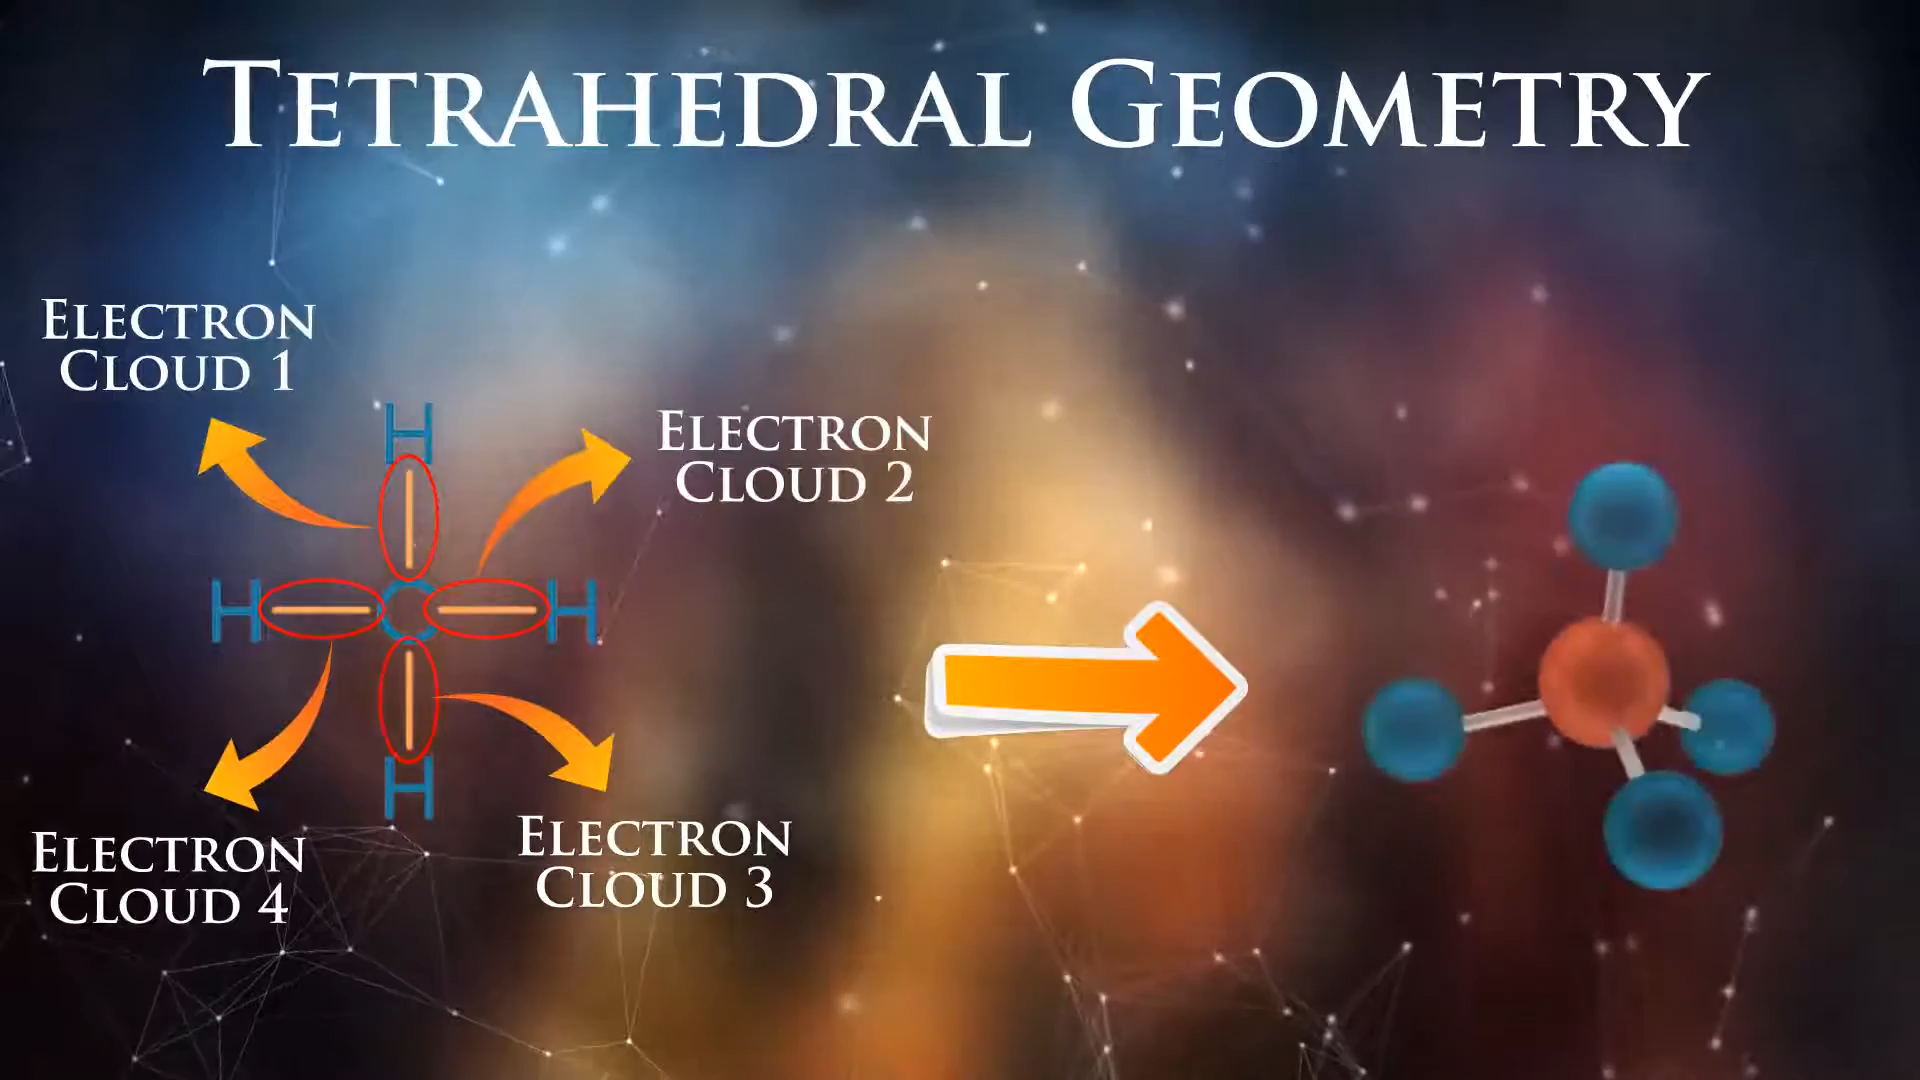 TETRAHEDRAL GEOMETRY
ELECTRON
CLOUD 1
ELECTRON
CLOUD 2
H
H C H
H
ELECTRON
CLOUD 3
ELECTRON
CLOUD 4